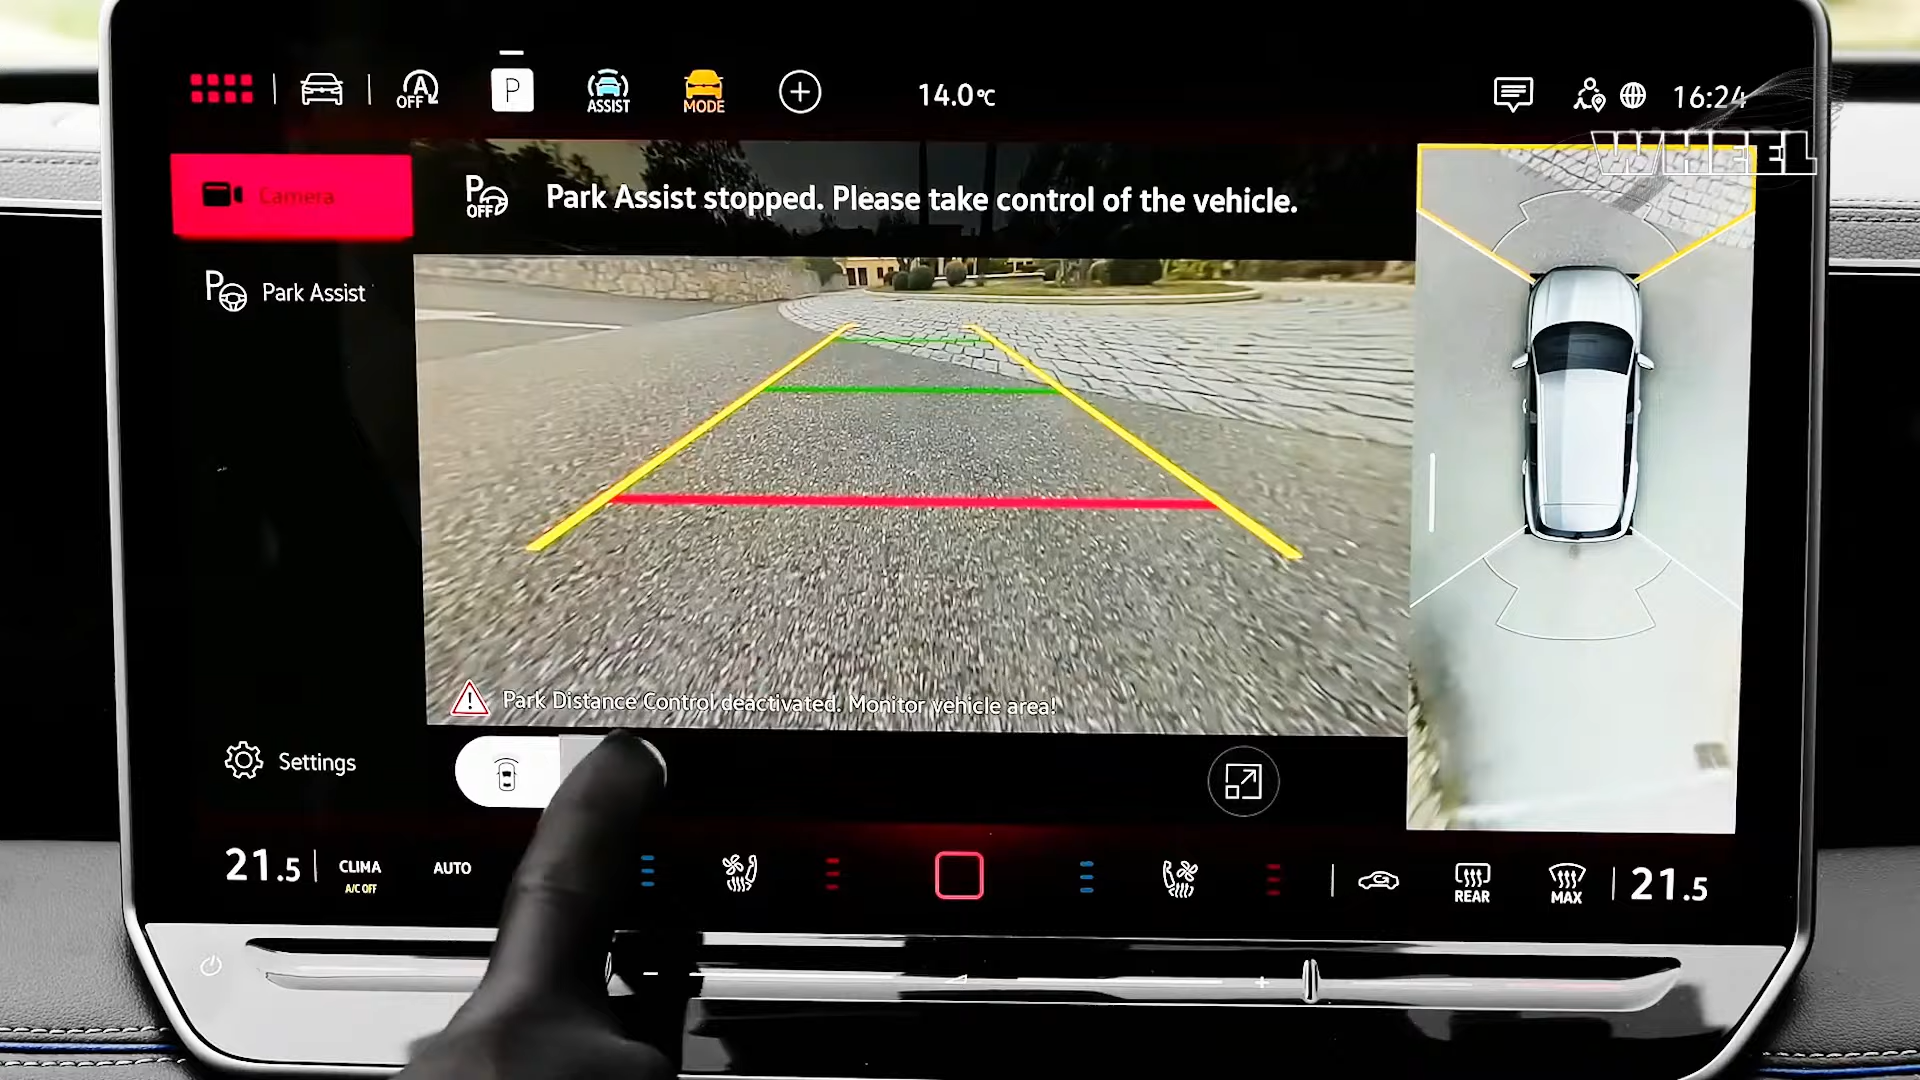 A
OFF
P
ASSIST
MODE
14.0°C
16:24
WHEEL
Camera
P
OFF
Park Assist stopped. Please take control of the vehicle.
P
Park Assist
Park Distance Control deactivated. Monitor vehicle area!
Settings
21.5
CLIMA
A/C OFF
AUTO
REAR
MAX
21.5